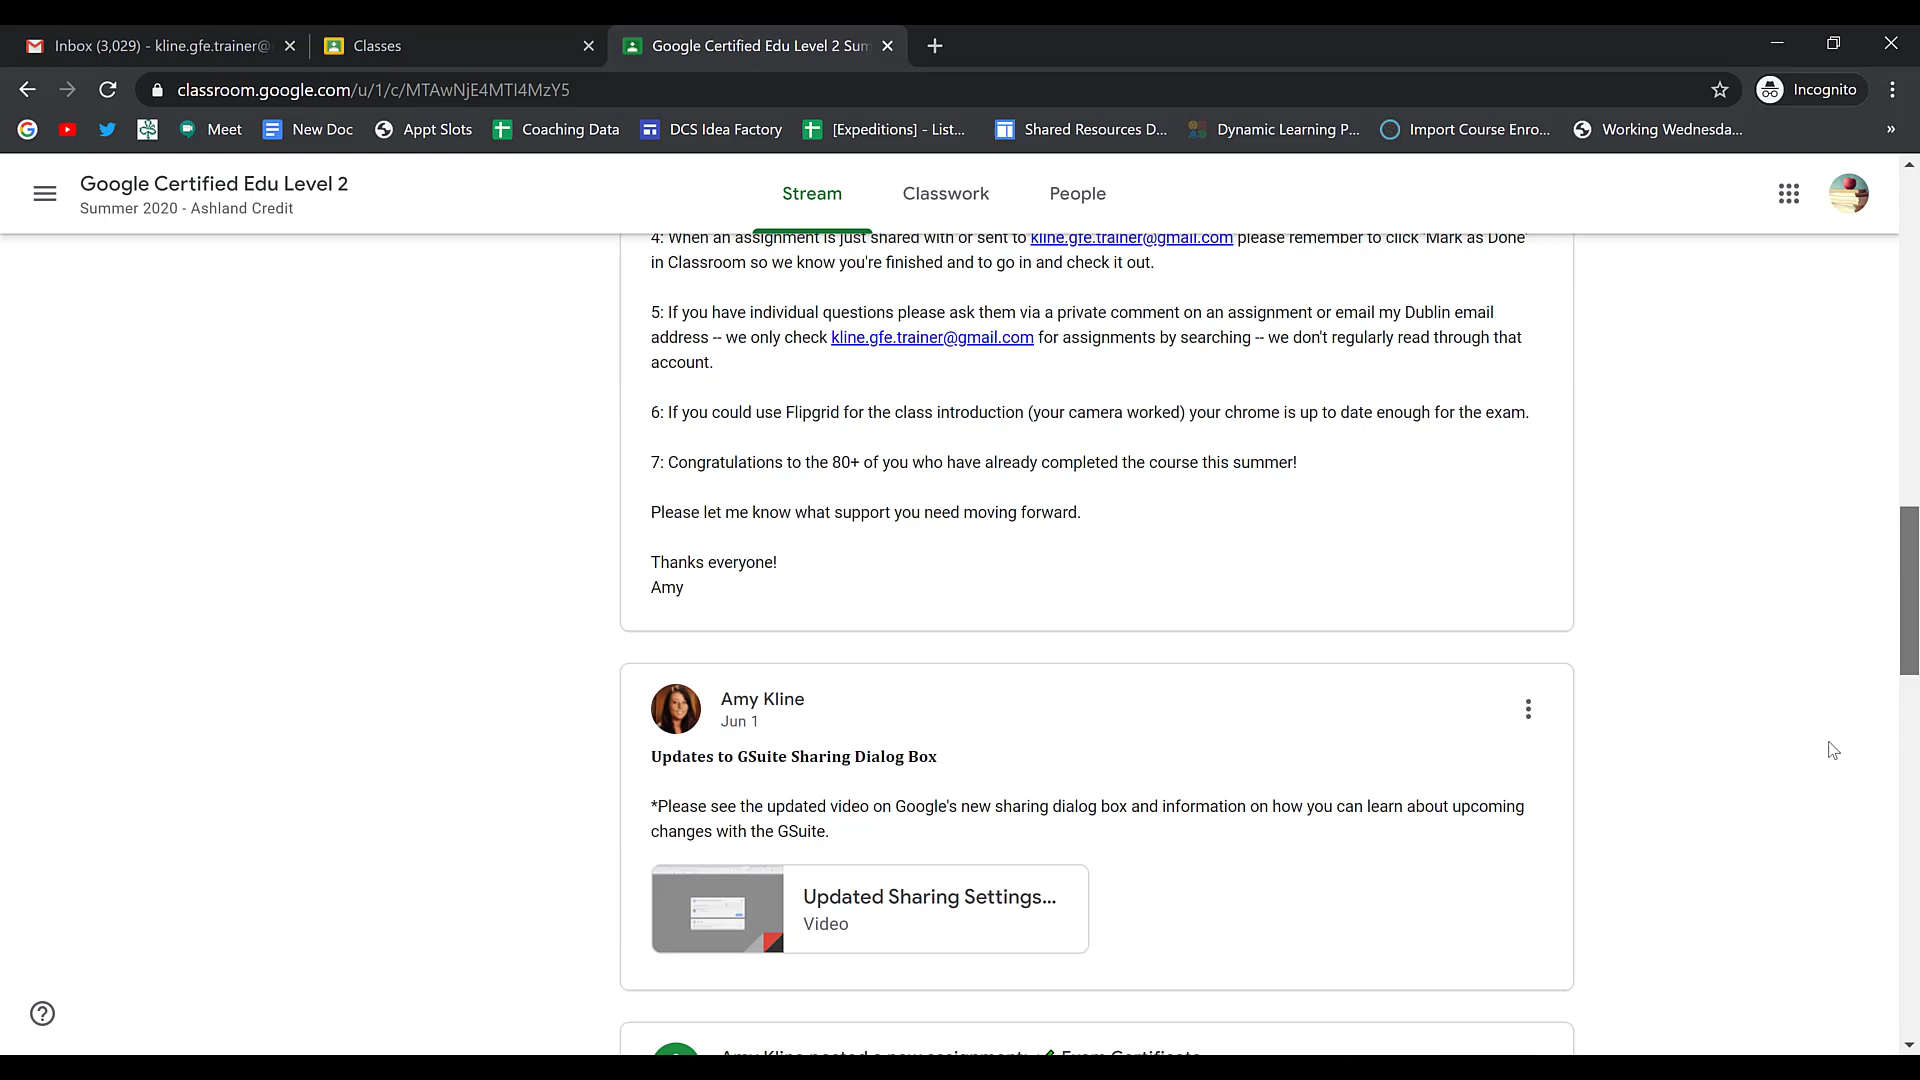 Inbox (3,029) - kline.gfe.trainer@
Classes
Google Certified Edu Level 2 Sum
classroom.google.com/u/1/c/MTAwNjE4MTI4MzY5
Incognito
Meet
New Doc
Appt Slots
Coaching Data
DCS Idea Factory
[Expeditions] - List...
Shared Resources D...
Dynamic Learning P...
Import Course Enro...
Working Wednesda...
»
Google Certified Edu Level 2
Summer 2020 - Ashland Credit
Stream
Classwork
People
4: When an assignment is just shared with or sent to kline.gfe.trainer@gmail.com please remember to click 'Mark as Done'
in Classroom so we know you're finished and to go in and check it out.
5: If you have individual questions please ask them via a private comment on an assignment or email my Dublin email
address -- we only check kline.gfe.trainer@gmail.com for assignments by searching -- we don't regularly read through that
account.
6: If you could use Flipgrid for the class introduction (your camera worked) your chrome is up to date enough for the exam.
7: Congratulations to the 80+ of you who have already completed the course this summer!
Please let me know what support you need moving forward.
Thanks everyone!
Amy
Amy Kline
Jun 1
Updates to GSuite Sharing Dialog Box
*Please see the updated video on Google's new sharing dialog box and information on how you can learn about upcoming
changes with the GSuite.
Updated Sharing Settings...
Video
Amy Kline posted a new assignment: ✔ Exam Certificate